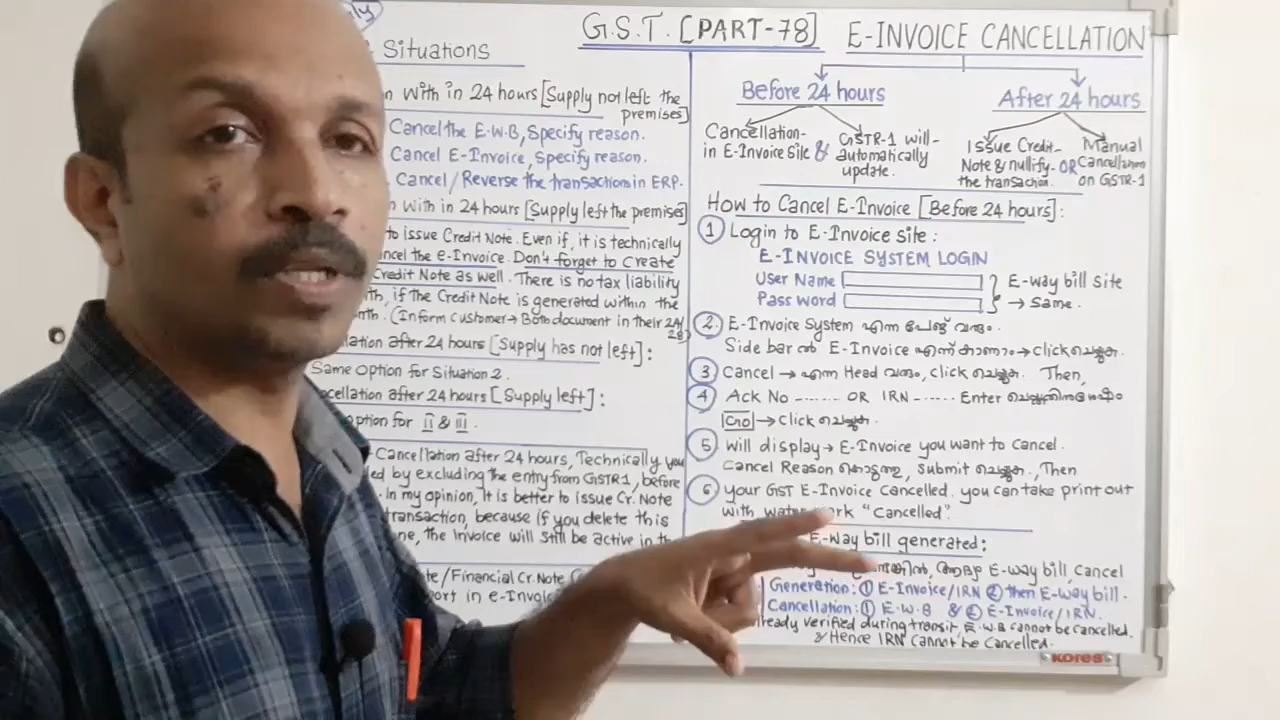 G.S.T. [PART-78]
Situations
with in 24 hours [Supply not left the
premises]
Cancel the E.W.B, Specify reason.
Cancel E-Invoice, Specify reason.
Cancel/Reverse the transactions in ERP.
with in 24 hours [Supply left the premises]
to issue Credit Note. Even if, it is technically
the e-Invoice. Don't forget to Create
Credit Note as well. There is no tax liability
if the Credit Note is generated within the
(Inform customer→ Both document in their 2A/
2B)
after 24 hours [Supply has not left]:
Same Option for Situation 2.
after 24 hours [Supply left]:
option for II & III.
Cancellation after 24 hours, Technically you
by excluding the entry from GSTR1, before
In my opinion, It is better to issue Cr. Note
transaction, because if you delete this
the invoice will still be active in the
/Financial Cr. Note
in e-Invoic
E-INVOICE CANCELLATION
Before 24 hours
After 24 hours
Cancellation-
in E-Invoice Site
&
GSTR-1 will-
automatically
update.
Issue Credit-
Note & nullify-
the transaction.
OR
Manual
Cancellation
on GSTR-1
How to Cancel E-Invoice [Before 24 hours]:
1 Login to E-Invoice site:
E-INVOICE SYSTEM LOGIN
User Name
Pass word
E-way bill Site
→ Same.
2. E-Invoice System എന്ന പേജ് വരും.
Side bar ൽ E-Invoice എന്ന് കാണാം→ Click ചെയ്യുക.
3 Cancel → എന്ന Head വരും, click ചെയ്യുക. Then,
4 Ack No ........ OR IRN ....... Enter
Go → Click ചെയ്യുക.
5 Will display→ E-Invoice you want to Cancel.
Cancel Reason submit ചെയ്യുക, Then
6 your GST E-Invoice Cancelled. you can take print out
with water mark "Cancelled".
E-way bill generated:
E-way bill, Cancel
Generation: 1 E-Invoice/IRN 2 then E-way bill.
Cancellation: 1 E.W.B & 2 E-Invoice/IRN.
already verified during transit E.W.B cannot be cancelled.
& Hence IRN cannot be Cancelled.
KORES